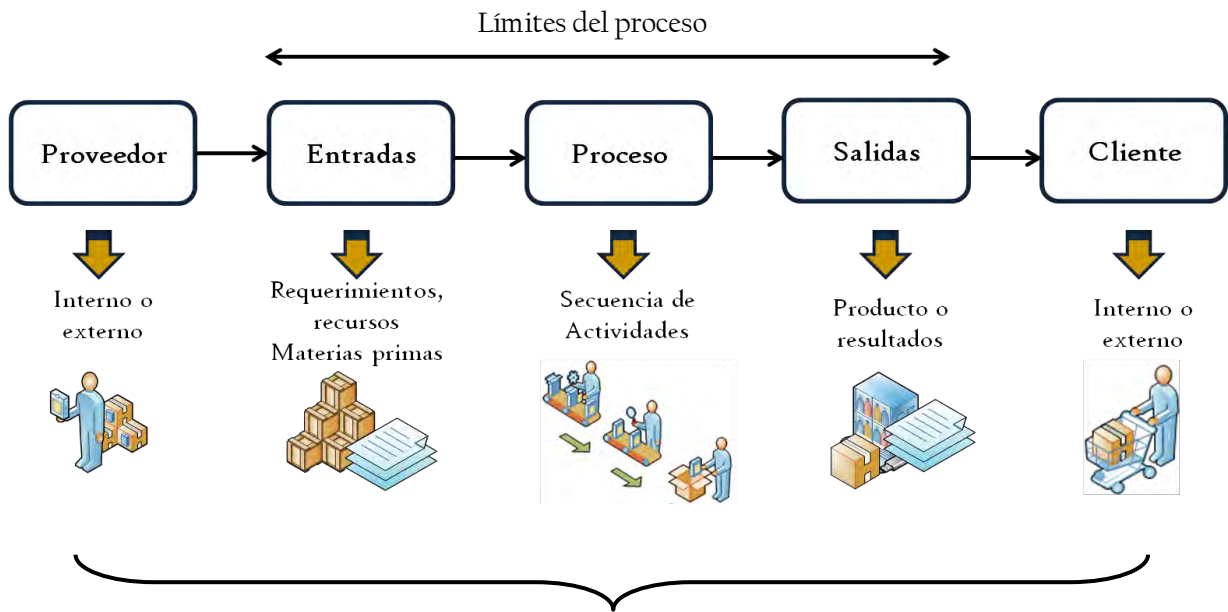 Límites del proceso
Proveedor
Entradas
Proceso
Salidas
Cliente
Interno o
externo
Requerimientos,
recursos
Materias primas
Secuencia de
Actividades
Producto o
resultados
Interno o
externo